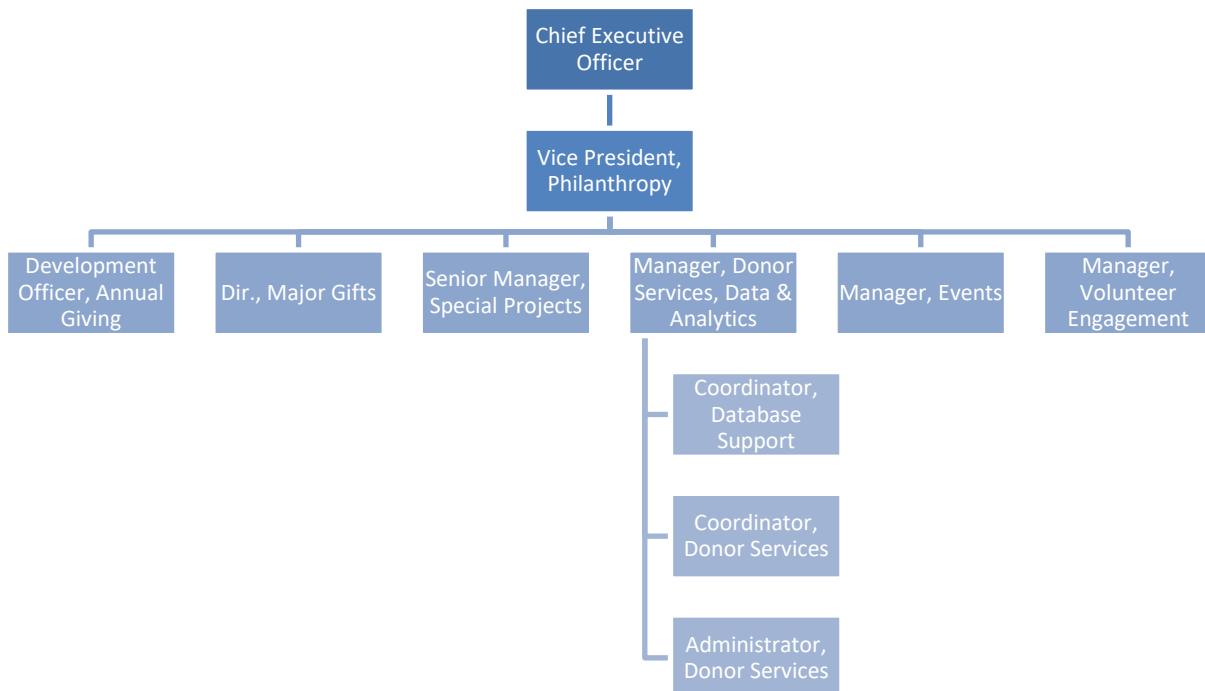 Chief Executive
Officer
Vice President,
Philanthropy
Development
Officer, Annual
Giving
Dir., Major Gifts
Senior Manager,
Special Projects
Manager, Donor
Services, Data &
Analytics
Manager, Events
Manager,
Volunteer
Engagement
Coordinator,
Database
Support
Coordinator,
Donor Services
Administrator,
Donor Services